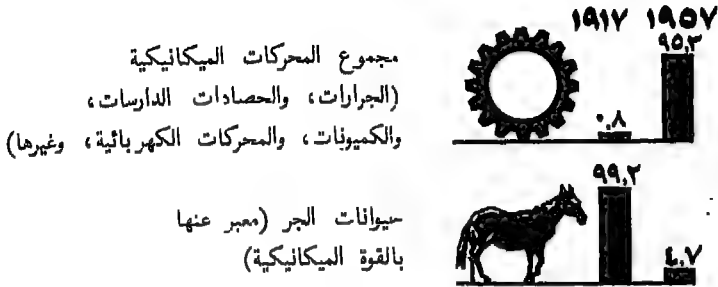 ١٩١٧ ١٩٥٧
٩٥,٣
مجموع المحركات الميكانيكية
(الجرارات، والحصادات الدارسات،
والكميونات، والمحركات الكهربائية، وغيرها)
٠,٨
٩٩,٢
حيوانات الجر (معبر عنها
بالقوة الميكانيكية)
٤,٧